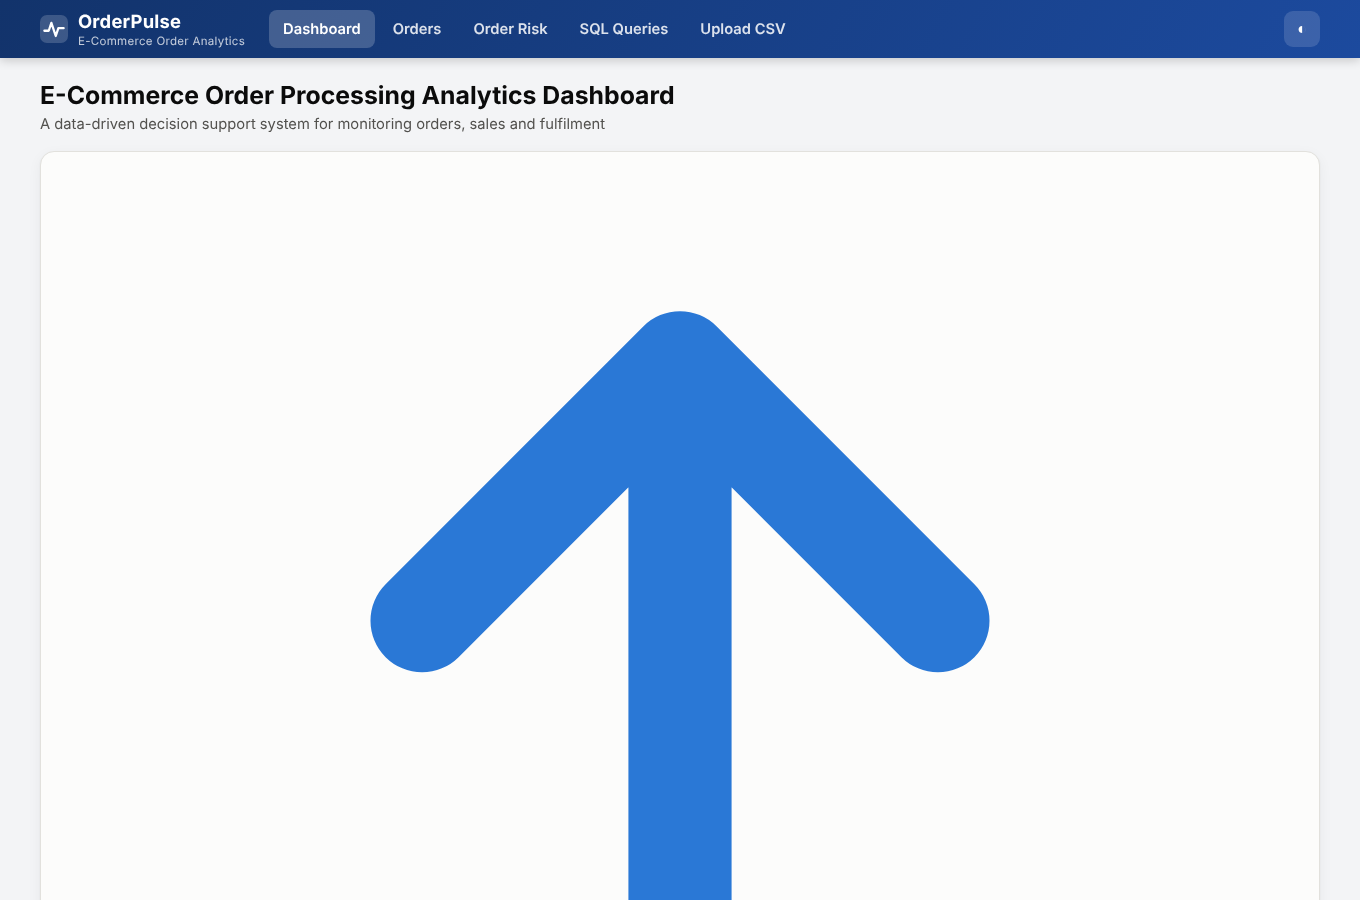 OrderPulse
E-Commerce Order Analytics
Dashboard
Orders
Order Risk
SQL Queries
Upload CSV
E-Commerce Order Processing Analytics Dashboard
A data-driven decision support system for monitoring orders, sales and fulfilment